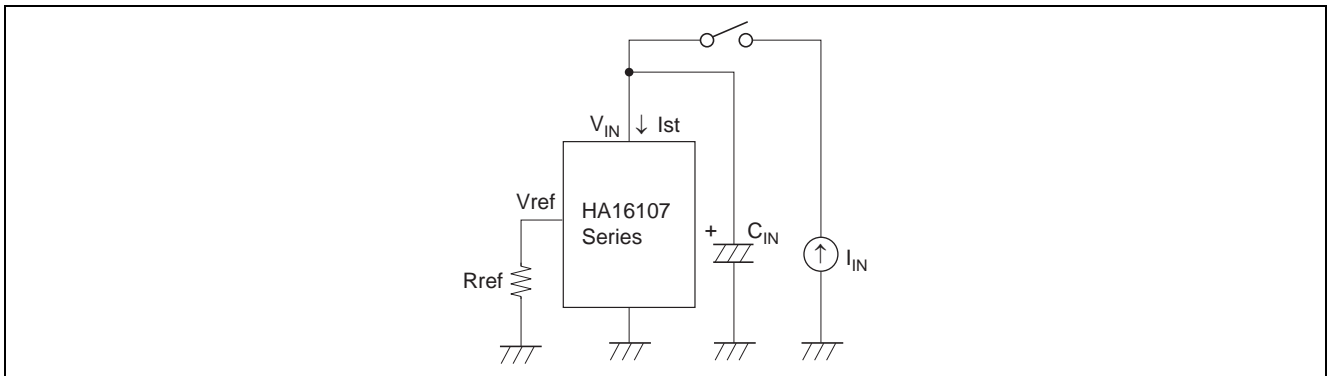 V_IN ↓ Ist
Vref
HA16107
Series
Rref
+ C_IN
↑ I_IN